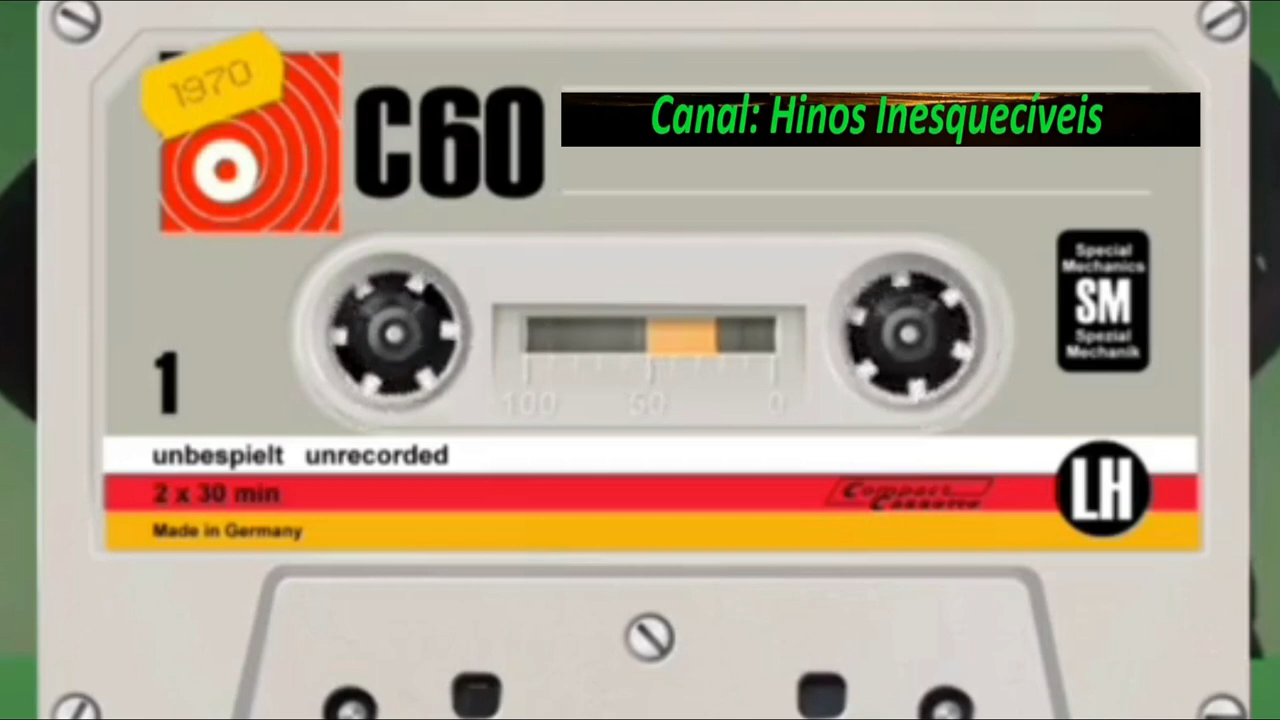 1970
C60
Canal: Hinos Inesquecíveis
Special
Mechanics
SM
Spezial
Mechanik
1
100 50 0
unbespielt unrecorded
2 x 30 min
Compact
Cassette
LH
Made in Germany